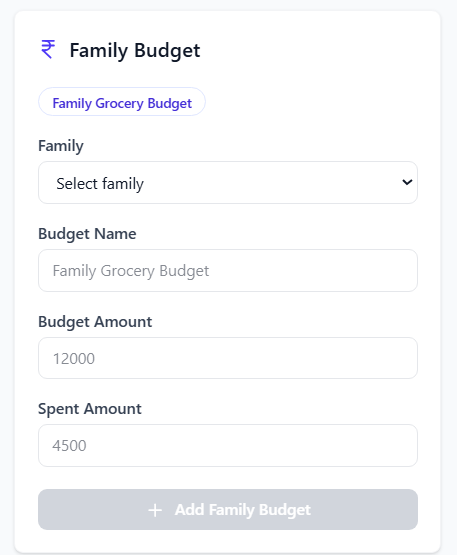 ₹ Family Budget
Family Grocery Budget
Family
Select family
Budget Name
Family Grocery Budget
Budget Amount
12000
Spent Amount
4500
+ Add Family Budget